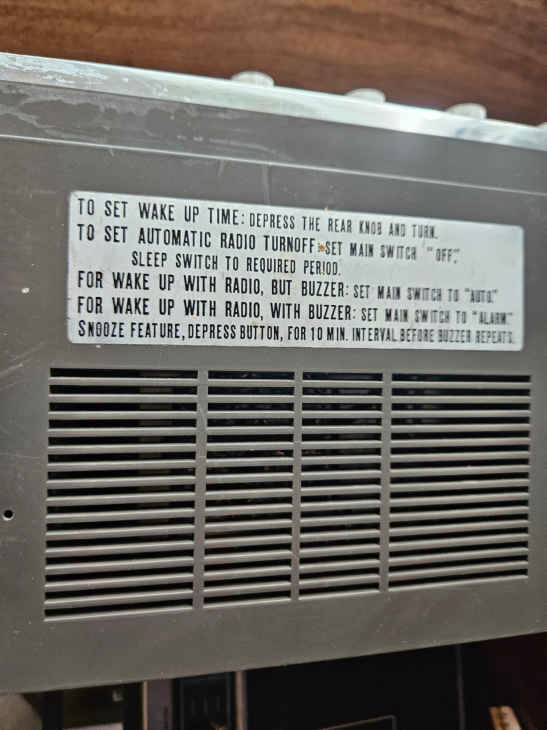 TO SET WAKE UP TIME: DEPRESS THE REAR KNOB AND TURN.
TO SET AUTOMATIC RADIO TURNOFF: SET MAIN SWITCH "OFF",
SLEEP SWITCH TO REQUIRED PERIOD.
FOR WAKE UP WITH RADIO, BUT BUZZER: SET MAIN SWITCH TO "AUTO."
FOR WAKE UP WITH RADIO, WITH BUZZER: SET MAIN SWITCH TO "ALARM."
SNOOZE FEATURE, DEPRESS BUTTON, FOR 10 MIN. INTERVAL BEFORE BUZZER REPEATS.